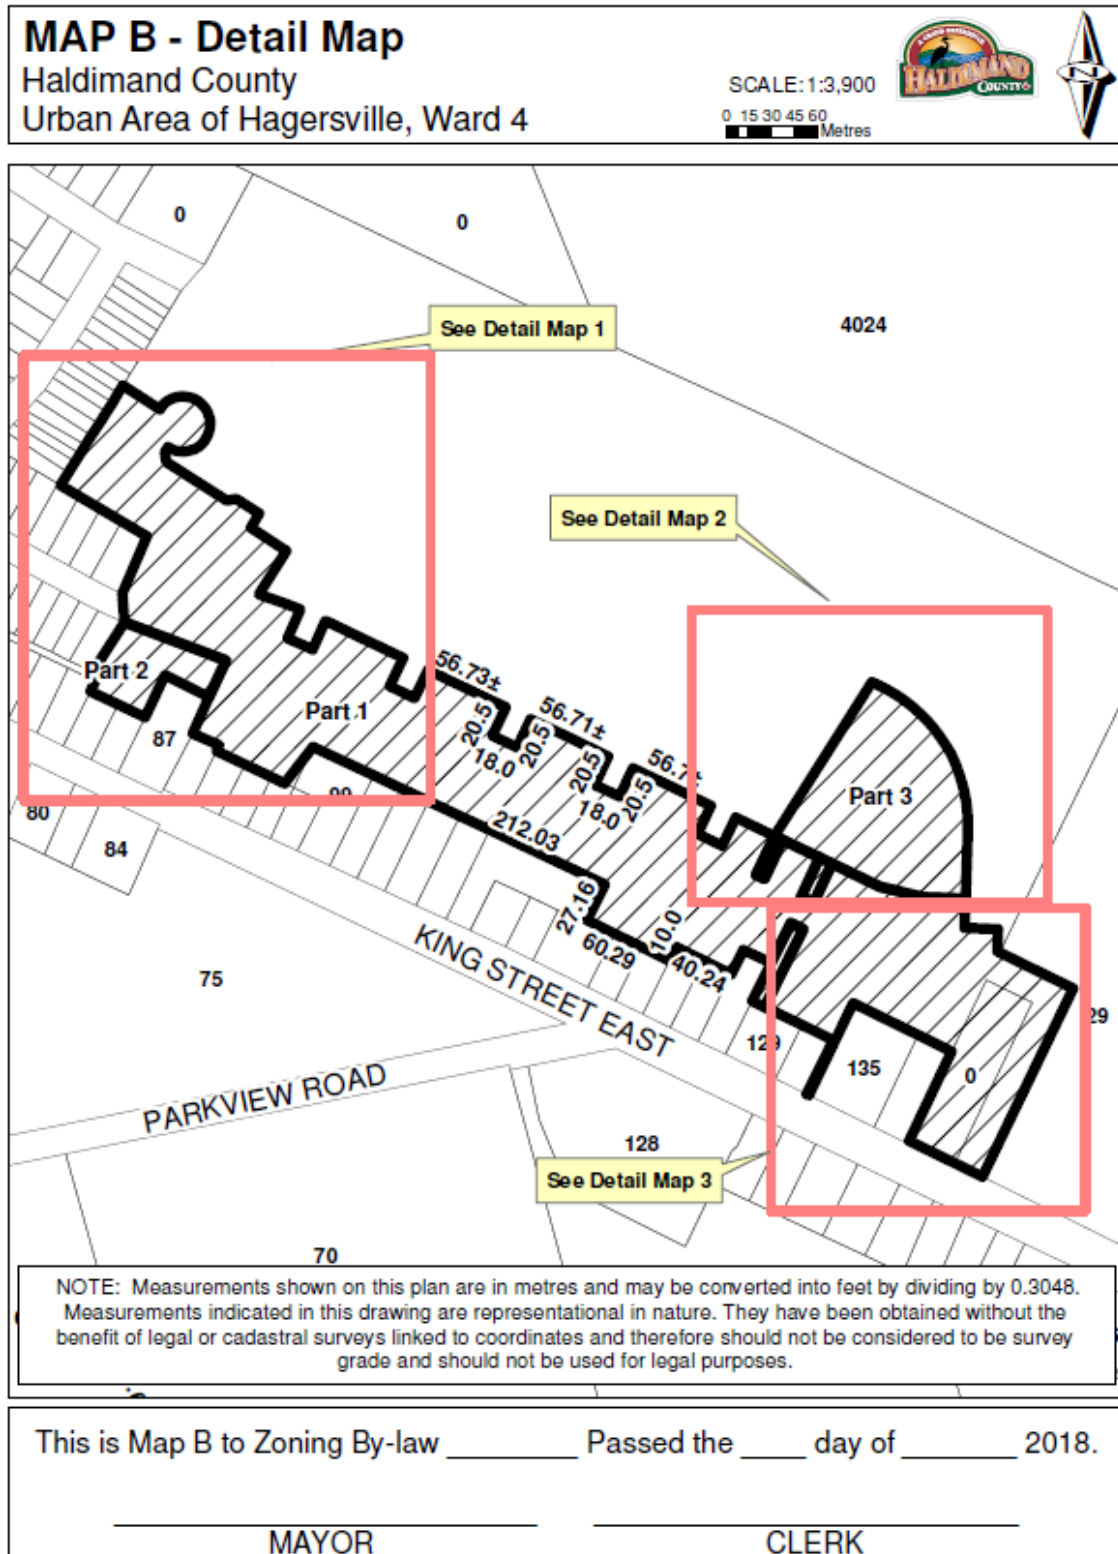 MAP B - Detail Map
Haldimand County
Urban Area of Hagersville, Ward 4
SCALE:1:3,900
0 15 30 45 60
Metres
HALDIMAND
COUNTY
N
0
0
4024
See Detail Map 1
See Detail Map 2
Part 2
Part 1
87
99
80
84
56.73±
20.5
18.0
20.5
56.71±
20.5
18.0
20.5
56.7
Part 3
212.03
27.16
60.29
10.0
40.24
KING STREET EAST
75
PARKVIEW ROAD
129
135
0
29
128
See Detail Map 3
70
NOTE: Measurements shown on this plan are in metres and may be converted into feet by dividing by 0.3048.
Measurements indicated in this drawing are representational in nature. They have been obtained without the
benefit of legal or cadastral surveys linked to coordinates and therefore should not be considered to be survey
grade and should not be used for legal purposes.
This is Map B to Zoning By-law ________ Passed the ____ day of _______ 2018.
MAYOR
CLERK